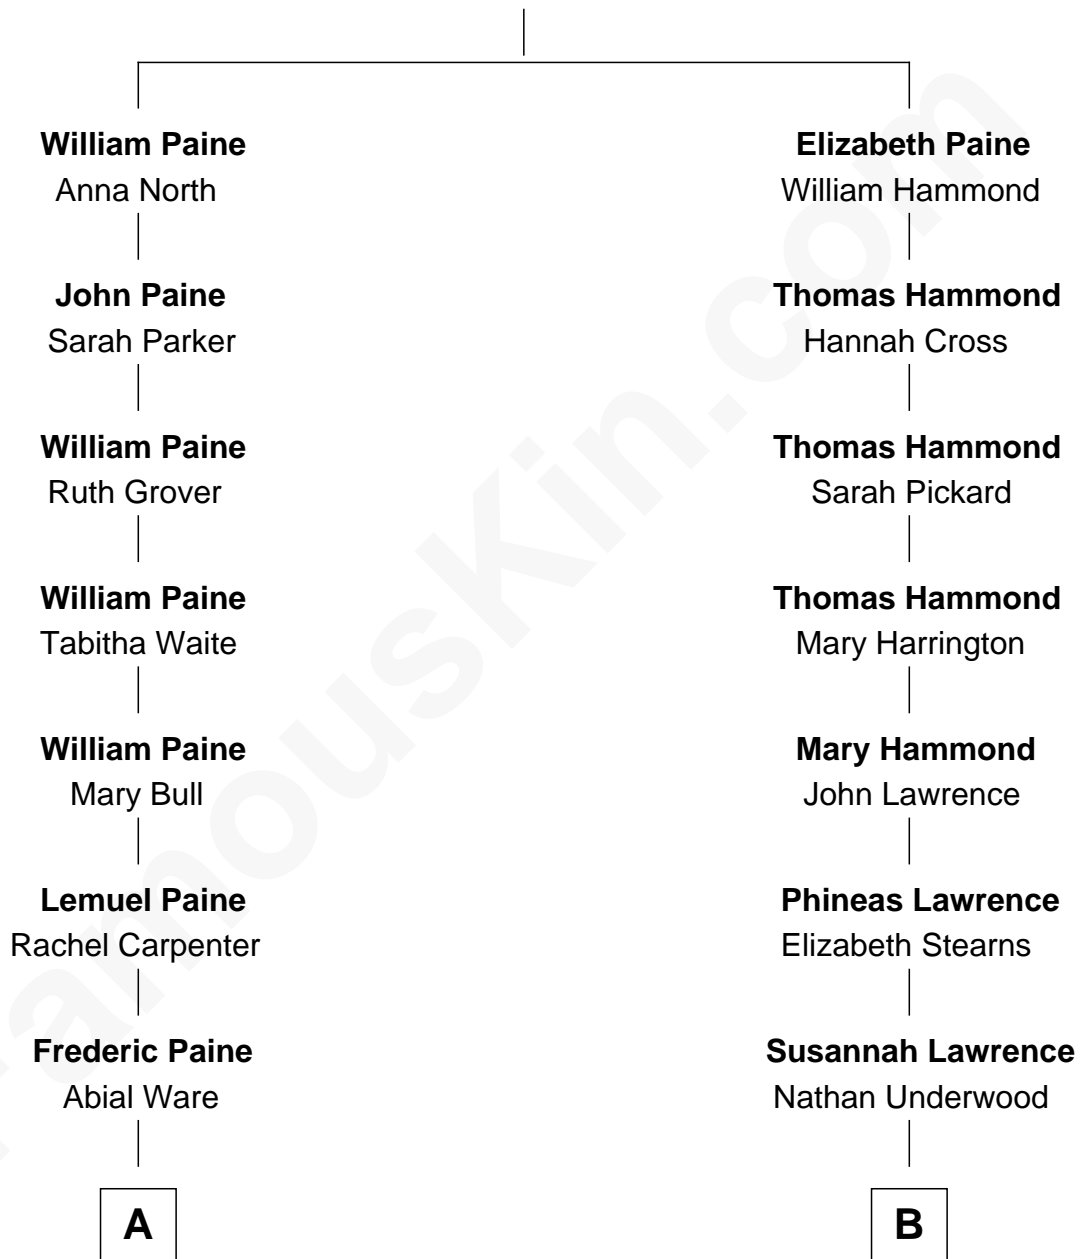 William Paine
Anna North
John Paine
Sarah Parker
William Paine
Ruth Grover
William Paine
Tabitha Waite
William Paine
Mary Bull
Lemuel Paine
Rachel Carpenter
Frederic Paine
Abial Ware
A
Elizabeth Paine
William Hammond
Thomas Hammond
Hannah Cross
Thomas Hammond
Sarah Pickard
Thomas Hammond
Mary Harrington
Mary Hammond
John Lawrence
Phineas Lawrence
Elizabeth Stearns
Susannah Lawrence
Nathan Underwood
B
FamousKin.com